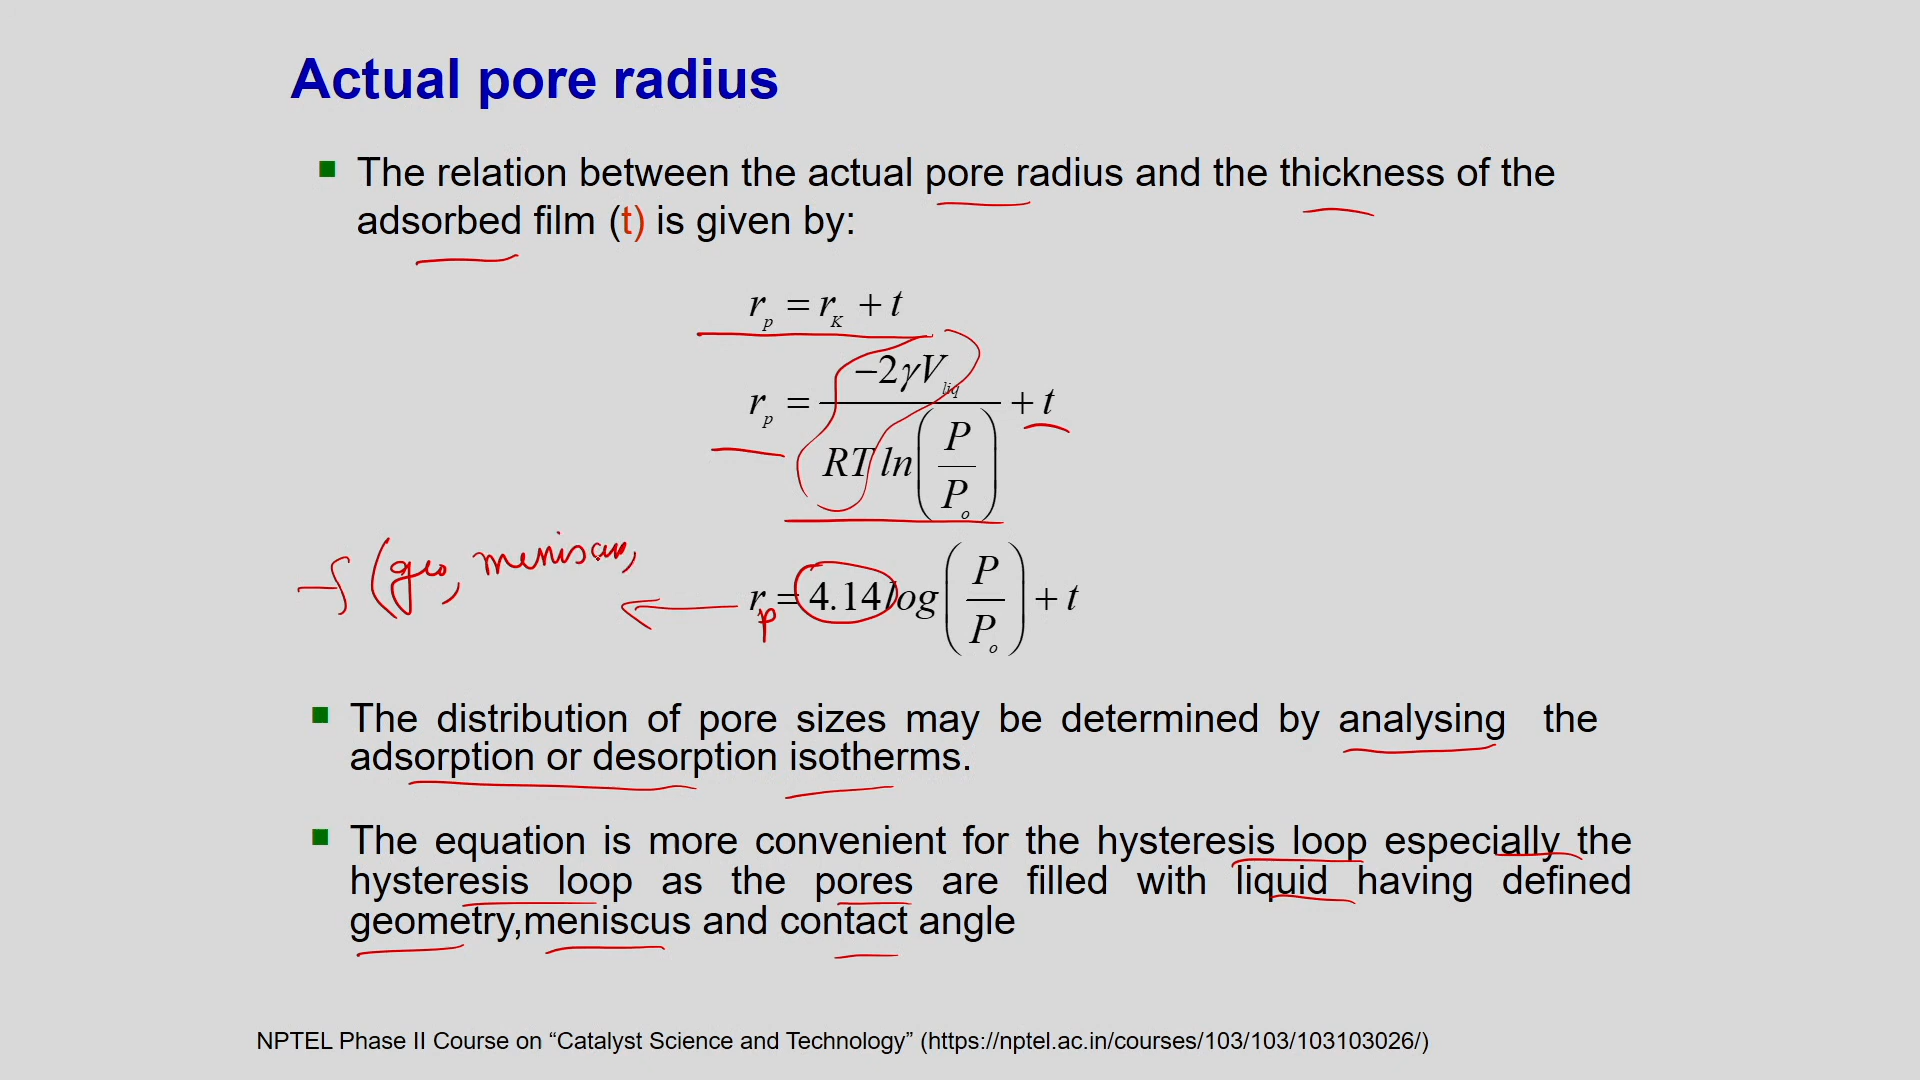 Actual pore radius
The relation between the actual pore radius and the thickness of the
adsorbed film (t) is given by:
r_p = r_K + t
r_p = −2γV_liq / RT ln(P/P_o) + t
f (geo, meniscus,
r_p = 4.14log(P/P_o) + t
The distribution of pore sizes may be determined by analysing the
adsorption or desorption isotherms.
The equation is more convenient for the hysteresis loop especially the
hysteresis loop as the pores are filled with liquid having defined
geometry,meniscus and contact angle
NPTEL Phase II Course on “Catalyst Science and Technology” (https://nptel.ac.in/courses/103/103/103103026/)